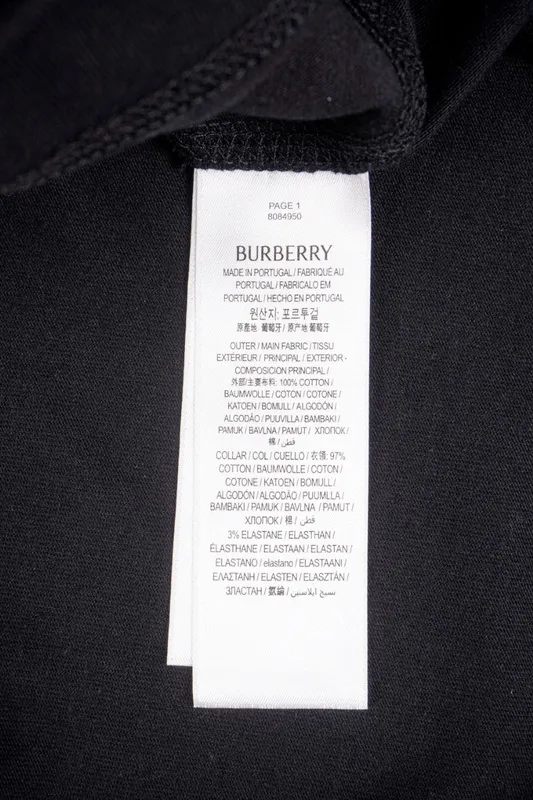 PAGE 1
8084950
BURBERRY
MADE IN PORTUGAL / FABRIQUÉ AU
PORTUGAL / FABRICALO EM
PORTUGAL / HECHO EN PORTUGAL
원산지: 포르투걸
原產地 葡萄牙 / 原产地 葡萄牙
OUTER / MAIN FABRIC / TISSU
EXTÉRIEUR / PRINCIPAL / EXTERIOR -
COMPOSICION PRINCIPAL /
外部/主要布料: 100% COTTON /
BAUMWOLLE / COTON / COTONE /
KATOEN / BOMULL / ALGODÓN /
ALGODÃO / PUUVILLA / BAMBAKI /
PAMUK / BAVLNA / PAMUT / ХЛОПОК /
棉 / قطن
COLLAR / COL / CUELLO / 衣領: 97%
COTTON / BAUMWOLLE / COTON /
COTONE / KATOEN / BOMULL /
ALGODÓN / ALGODÃO / PUUMLLA /
BAMBAKI / PAMUK / BAVLNA / PAMUT /
ХЛОПОК / 棉 / قطن
3% ELASTANE / ELASTHAN /
ÉLASTHANE / ELASTAAN / ELASTAN /
ELÁSTANO / elastano / ELASTAANI /
ΕΛΑΣΤΑΝΗ / ELASTEN / ELASZTÁN /
ЭЛАСТАН / نسيج ايلاستين /